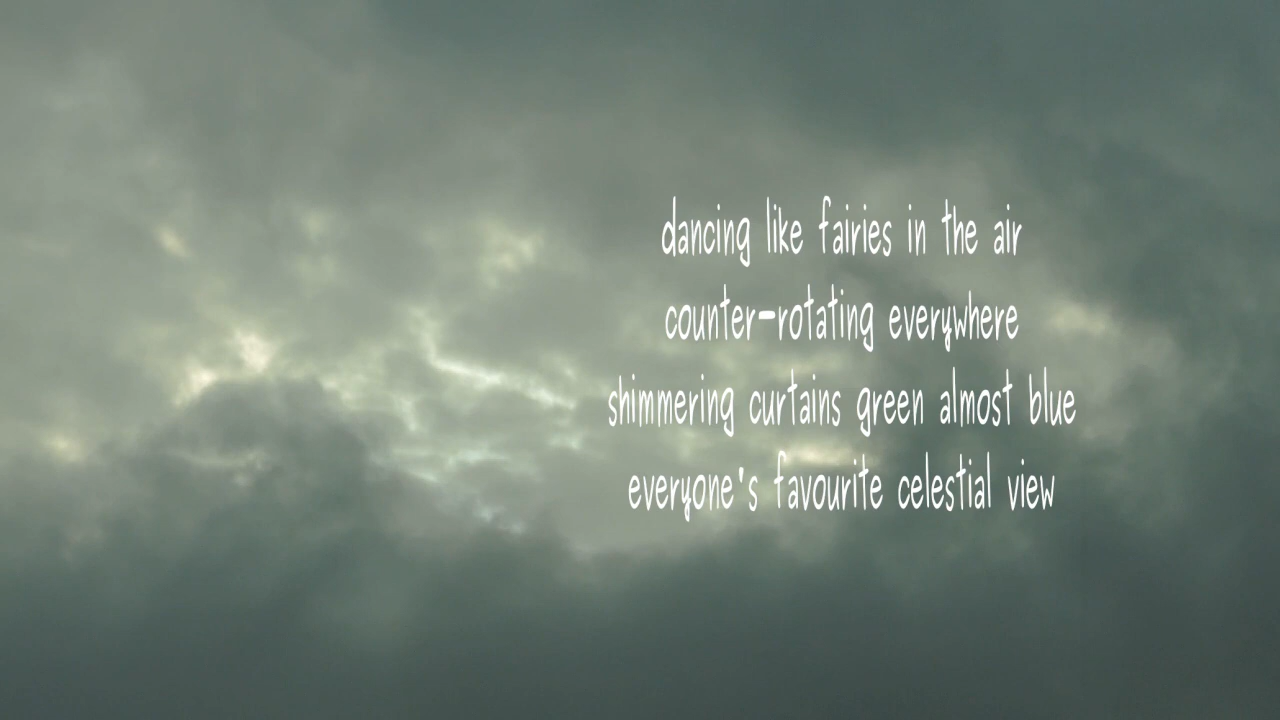 dancing like fairies in the air
counter-rotating everywhere
shimmering curtains green almost blue
everyone's favourite celestial view